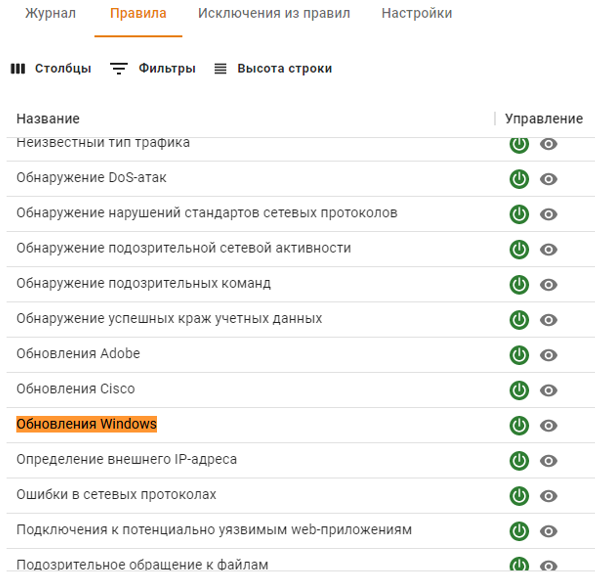 Журнал Правила Исключения из правил Настройки
Столбцы Фильтры Высота строки
Название Управление
Неизвестный тип трафика
Обнаружение DoS-атак
Обнаружение нарушений стандартов сетевых протоколов
Обнаружение подозрительной сетевой активности
Обнаружение подозрительных команд
Обнаружение успешных краж учетных данных
Обновления Adobe
Обновления Cisco
Обновления Windows
Определение внешнего IP-адреса
Ошибки в сетевых протоколах
Подключения к потенциально уязвимым web-приложениям
Подозрительное обращение к файлам